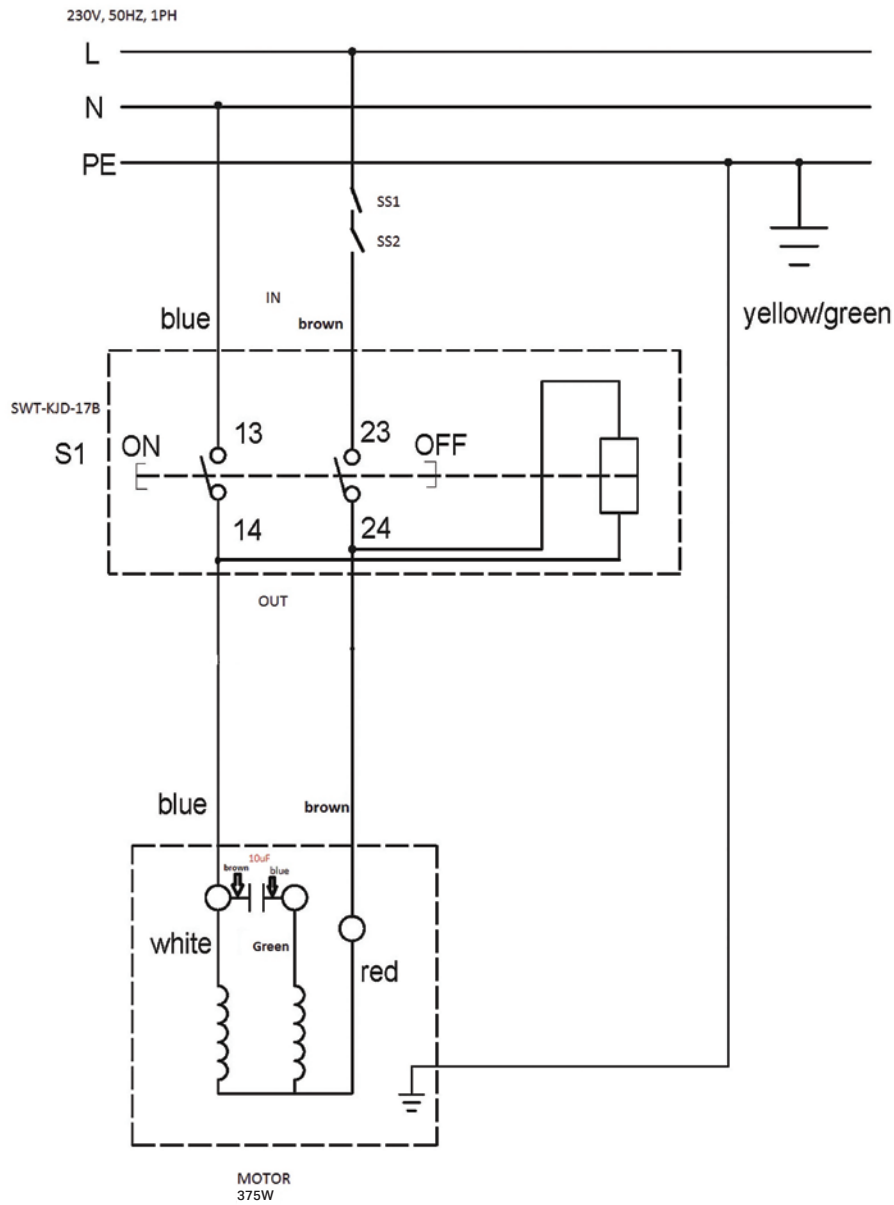 230V, 50HZ, 1PH
L
N
PE
SS1
SS2
IN
blue
brown
yellow/green
SWT-KJD-17B
S1
ON
13
23
OFF
14
24
OUT
blue
brown
10uF
brown
blue
white
Green
red
MOTOR
375W